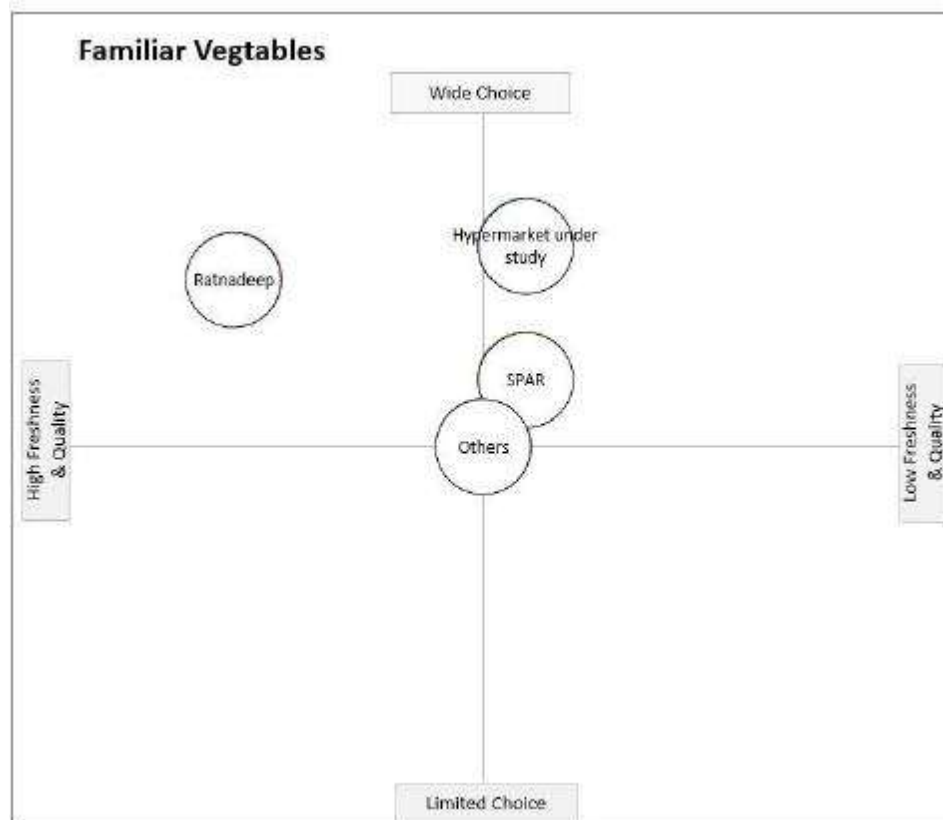 Familiar Vegtables
Wide Choice
Hypermarket under
study
Ratnadeep
SPAR
High Freshness
& Quality
Others
Low Freshness
& Quality
Limited Choice